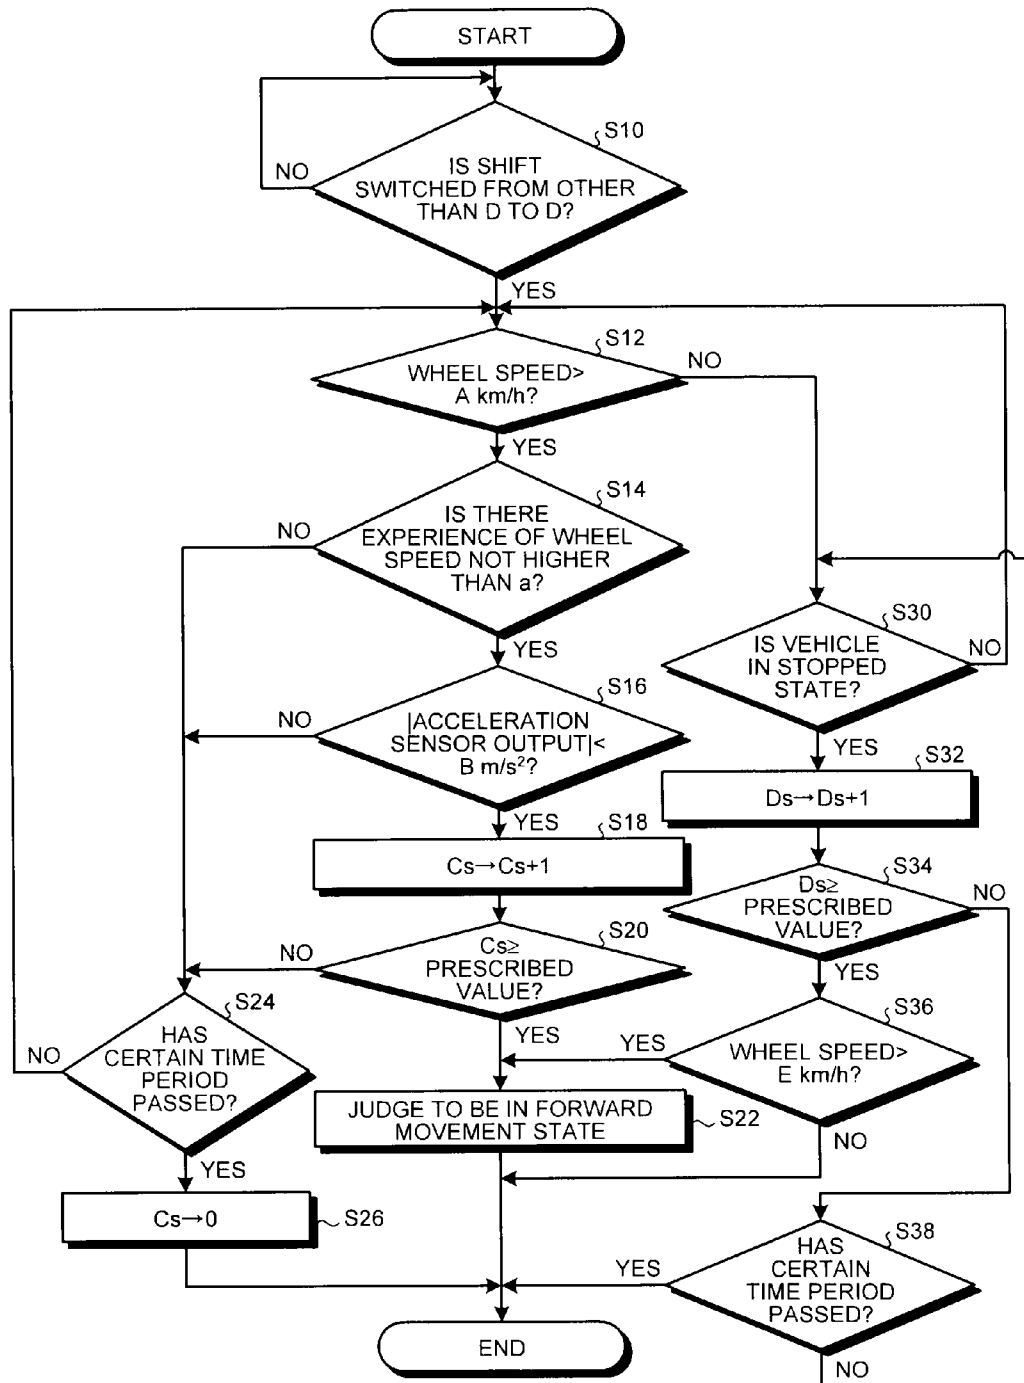 START
S10
NO
IS SHIFT
SWITCHED FROM OTHER
THAN D TO D?
YES
S12
NO
WHEEL SPEED>
A km/h?
YES
S14
NO
IS THERE
EXPERIENCE OF WHEEL
SPEED NOT HIGHER
THAN a?
YES
S16
NO
|ACCELERATION
SENSOR OUTPUT|<
B m/s²?
YES
S18
Cs→Cs+1
S20
NO
Cs≥
PRESCRIBED
VALUE?
YES
S24
NO
HAS
CERTAIN TIME
PERIOD
PASSED?
YES
Cs→0
S26
JUDGE TO BE IN FORWARD
MOVEMENT STATE
S22
S30
NO
IS VEHICLE
IN STOPPED
STATE?
YES
S32
Ds→Ds+1
S34
NO
Ds≥
PRESCRIBED
VALUE?
YES
S36
YES
WHEEL SPEED>
E km/h?
NO
S38
YES
HAS
CERTAIN
TIME PERIOD
PASSED?
NO
END